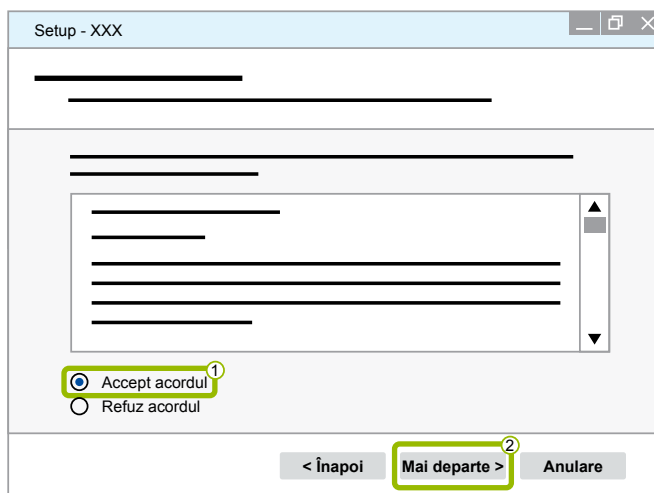 Setup - XXX
Accept acordul
1
Refuz acordul
2
< Înapoi
Mai departe >
Anulare